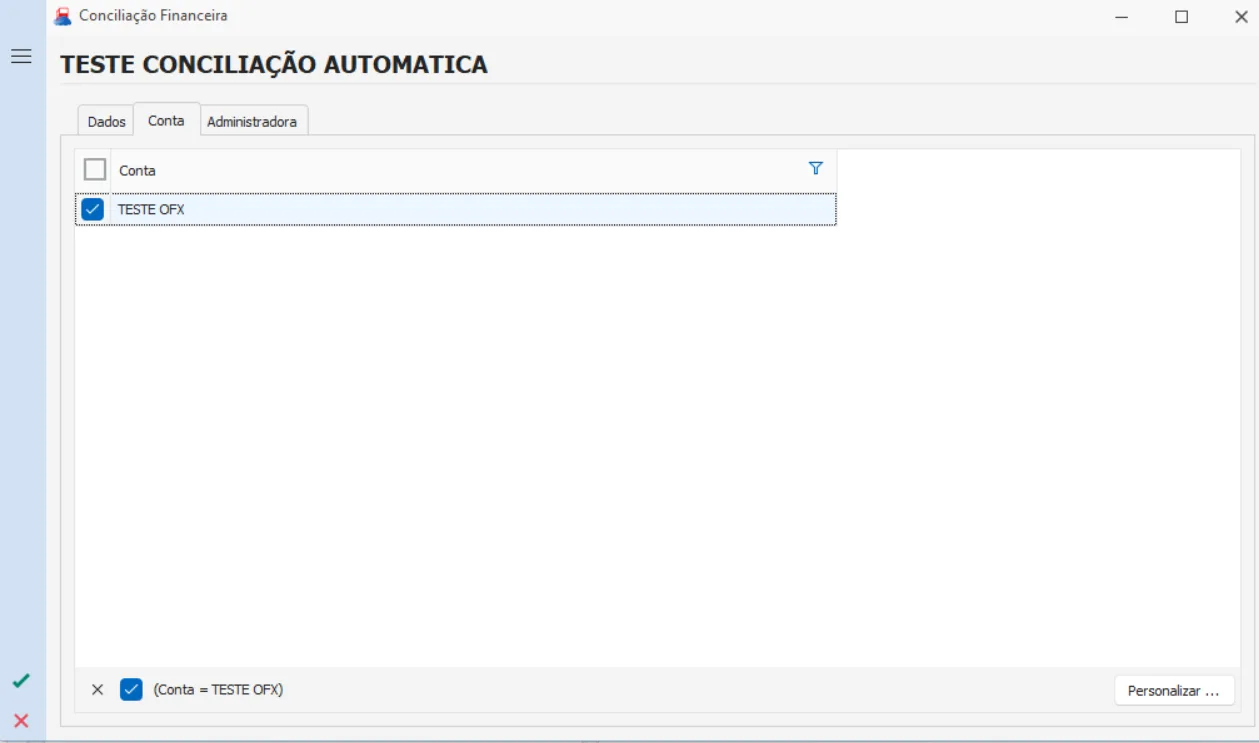 Conciliação Financeira
TESTE CONCILIAÇÃO AUTOMATICA
Dados Conta Administradora
Conta
TESTE OFX
(Conta = TESTE OFX)
Personalizar ...